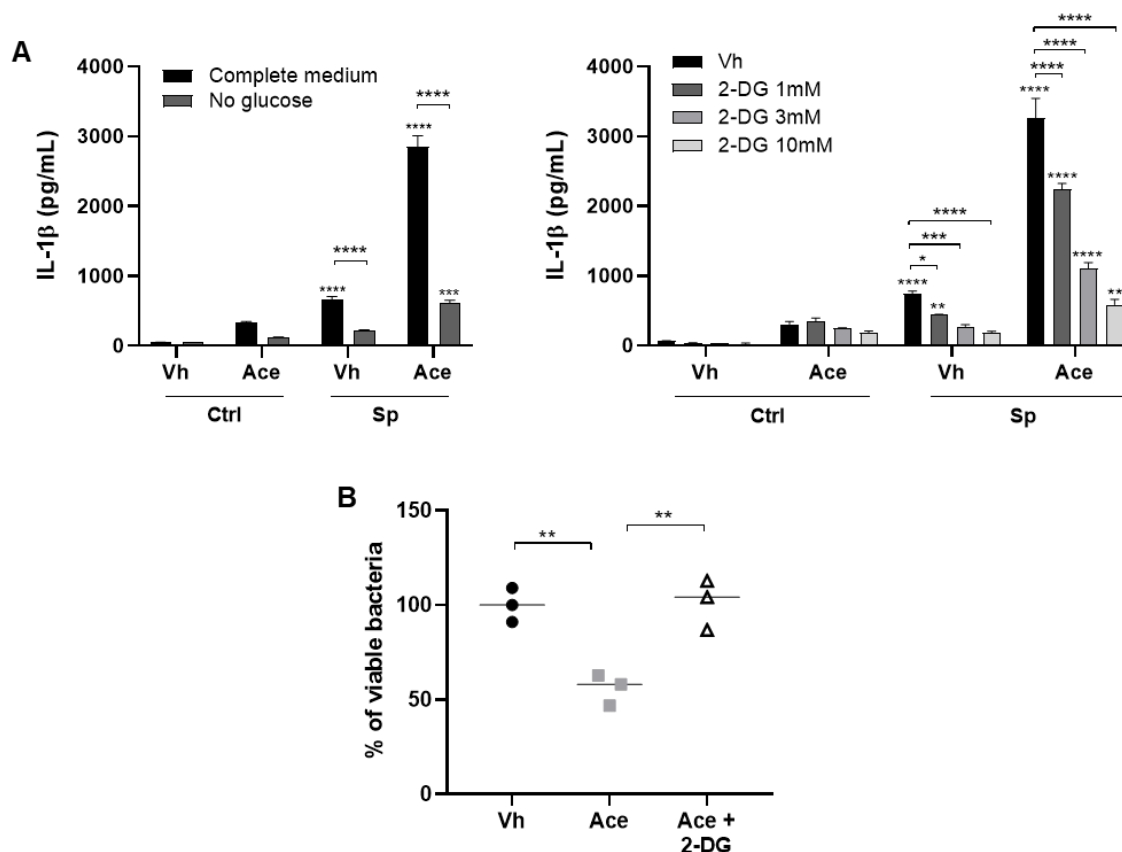 A
IL-1β (pg/mL)
4000
3000
2000
1000
0
Complete medium
No glucose
****
****
****
****
***
Vh Ace Vh Ace
Ctrl Sp
IL-1β (pg/mL)
4000
3000
2000
1000
0
Vh
2-DG 1mM
2-DG 3mM
2-DG 10mM
****
****
****
****
****
****
**
****
***
*
****
**
Vh Ace Vh Ace
Ctrl Sp
B
% of viable bacteria
150
100
50
0
** **
Vh Ace Ace +
2-DG